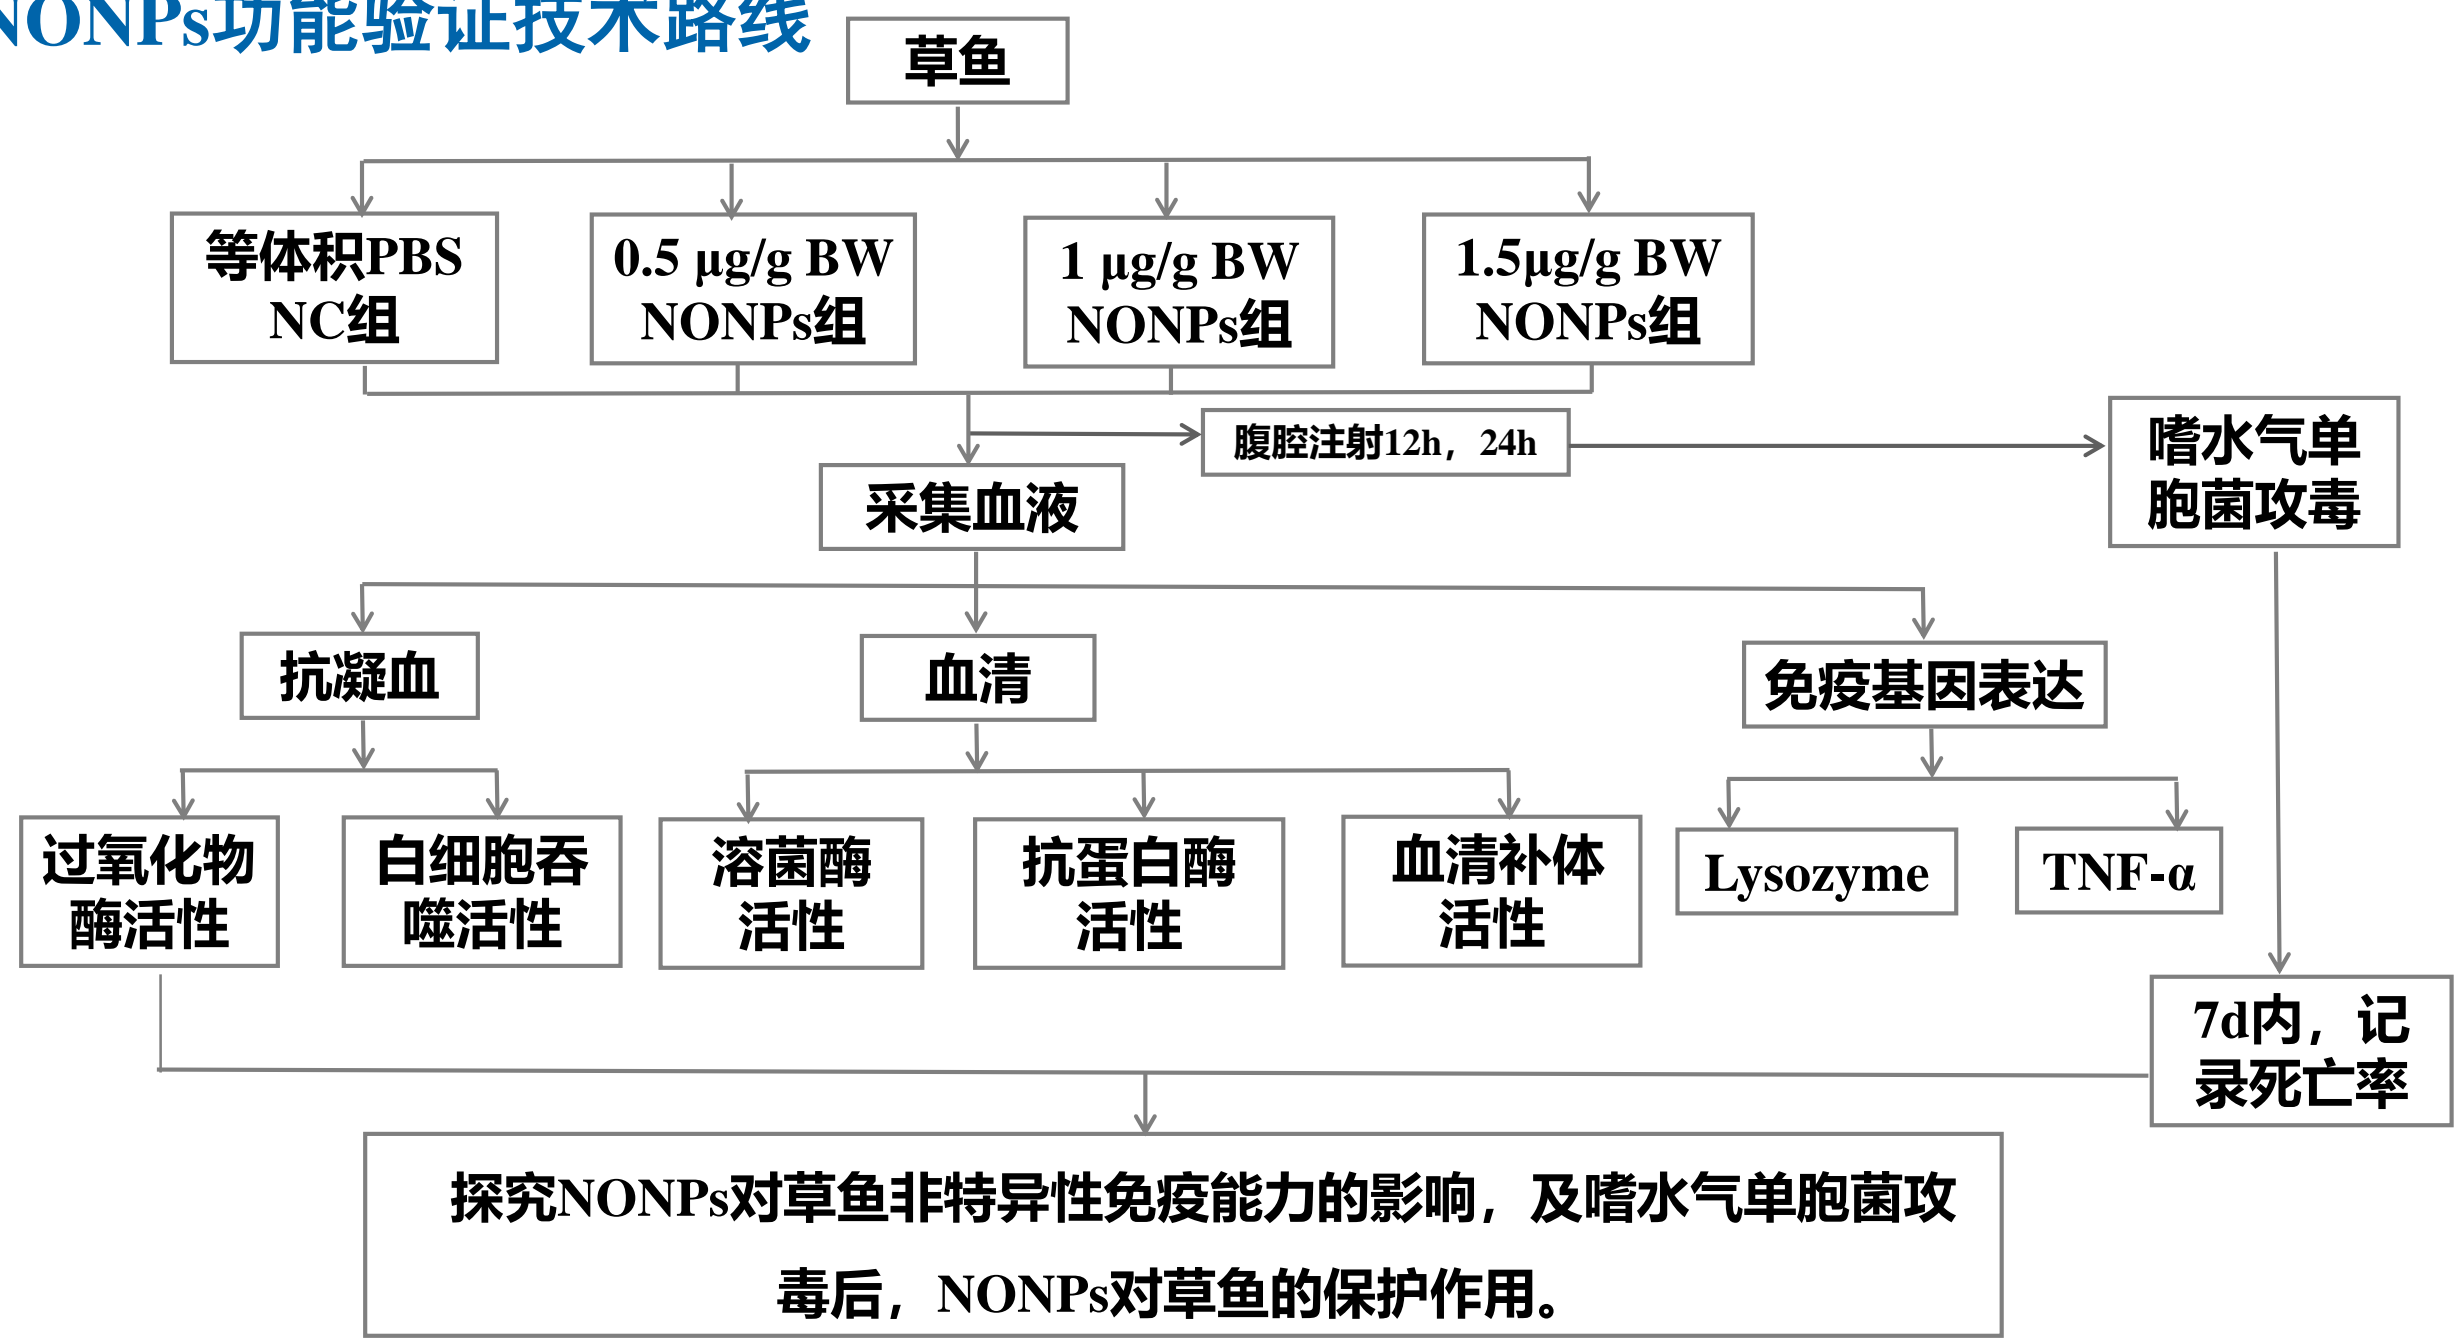 NONPs功能验证技术路线
草鱼
等体积PBS
NC组
0.5 μg/g BW
NONPs组
1 μg/g BW
NONPs组
1.5μg/g BW
NONPs组
腹腔注射12h，24h
嗜水气单
胞菌攻毒
采集血液
抗凝血
血清
免疫基因表达
过氧化物
酶活性
白细胞吞
噬活性
溶菌酶
活性
抗蛋白酶
活性
血清补体
活性
Lysozyme
TNF-α
7d内，记
录死亡率
探究NONPs对草鱼非特异性免疫能力的影响，及嗜水气单胞菌攻
毒后，NONPs对草鱼的保护作用。